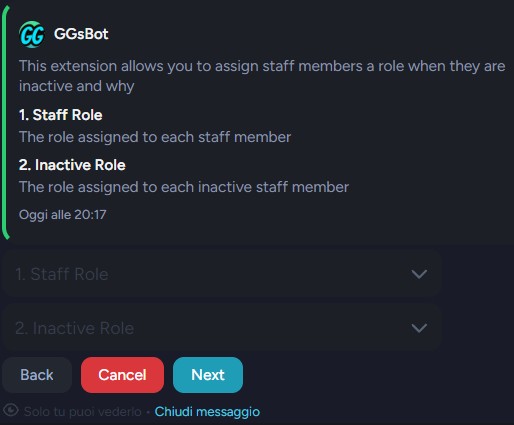 GG GGsBot
This extension allows you to assign staff members a role when they are
inactive and why
1. Staff Role
The role assigned to each staff member
2. Inactive Role
The role assigned to each inactive staff member
Oggi alle 20:17
1. Staff Role
2. Inactive Role
Back Cancel Next
Solo tu puoi vederlo • Chiudi messaggio